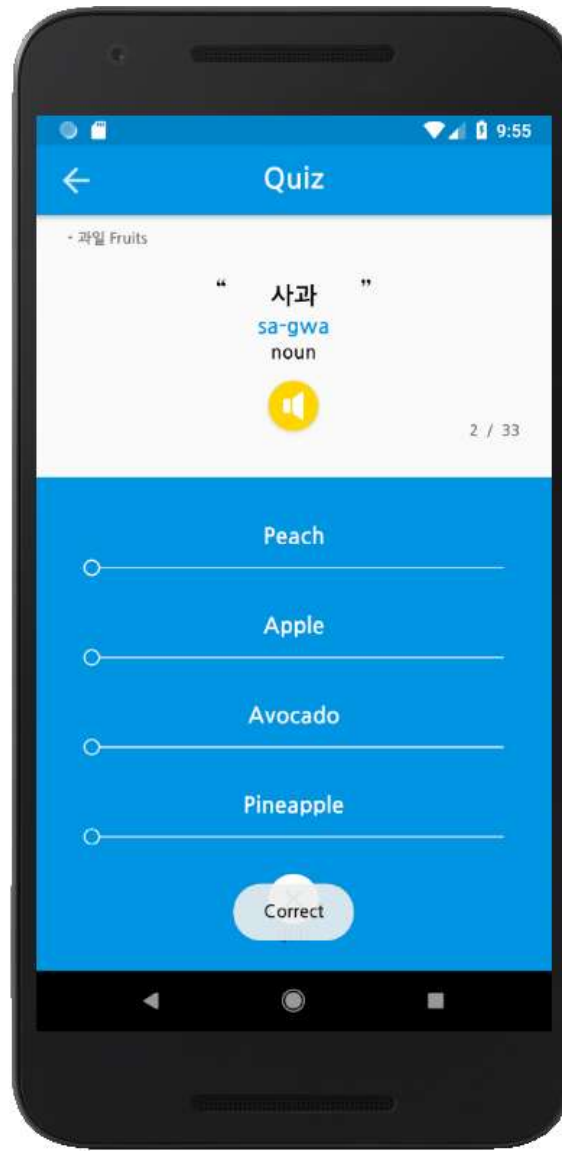 9:55
Quiz
- 과일 Fruits
“ 사과 ”
sa-gwa
noun
2 / 33
Peach
Apple
Avocado
Pineapple
Correct